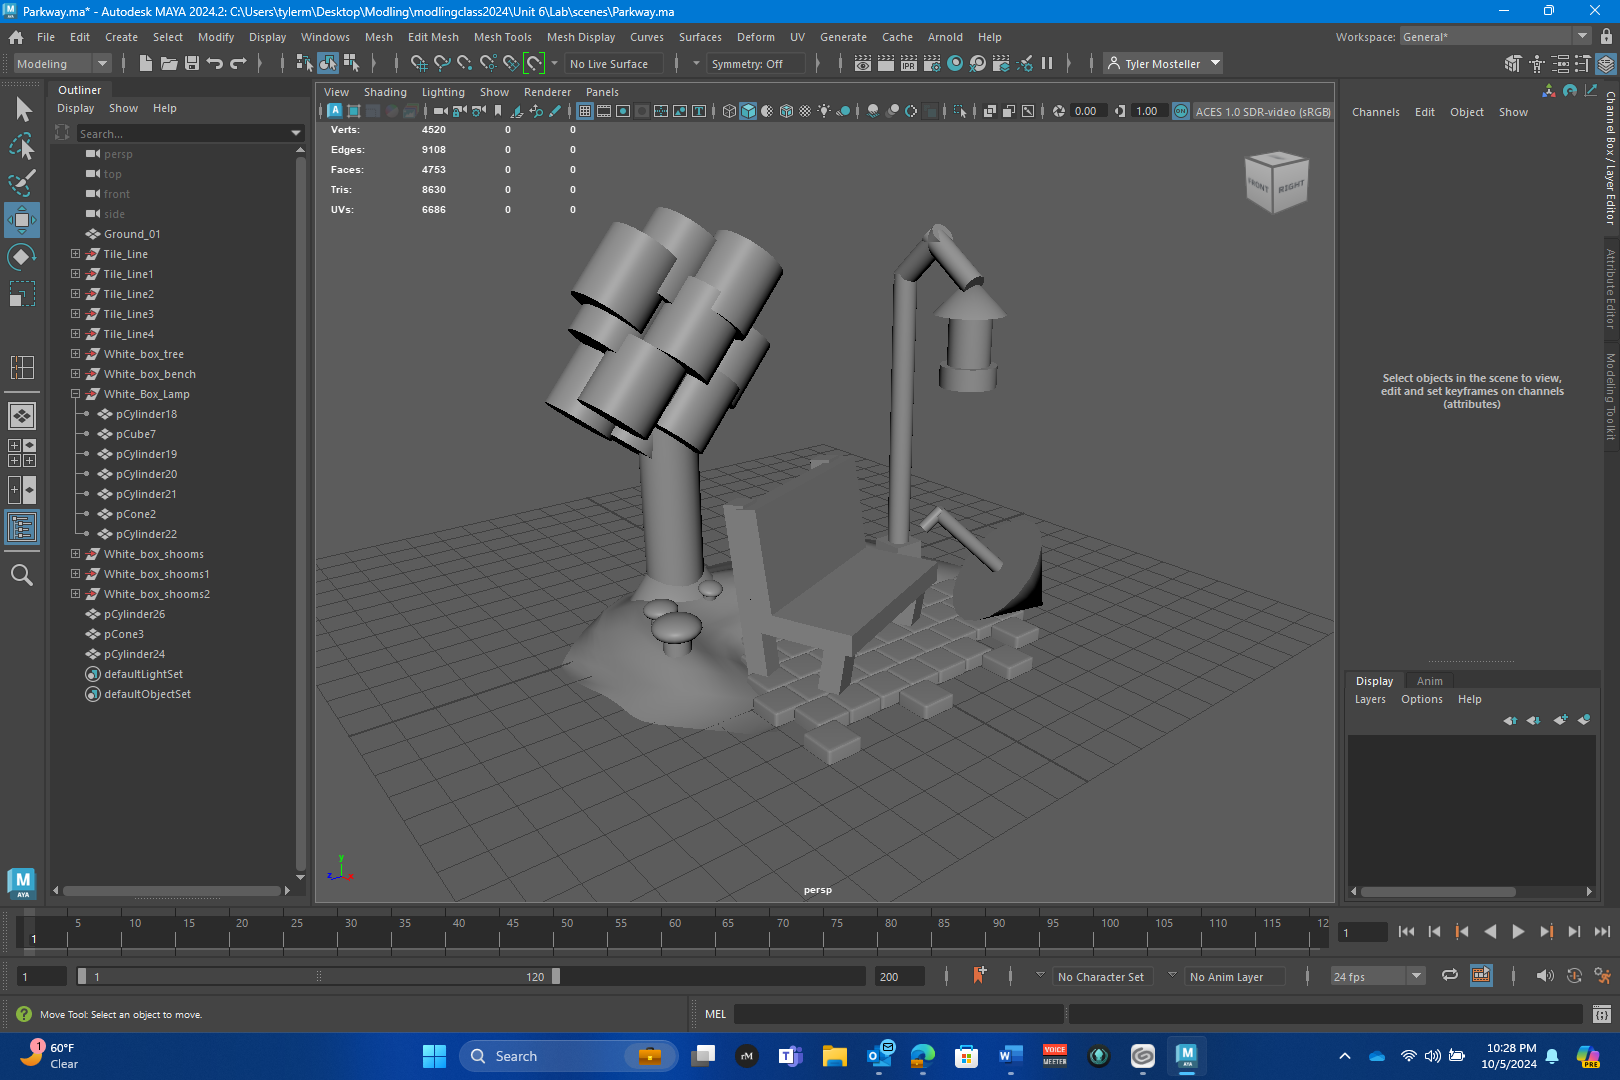 Parkway.ma* - Autodesk MAYA 2024.2: C:\Users\tylerm\Desktop\Modling\modlingclass2024\Unit 6\Lab\scenes\Parkway.ma
File Edit Create Select Modify Display Windows Mesh Edit Mesh Mesh Tools Mesh Display Curves Surfaces Deform UV Generate Cache Arnold Help
Workspace: General*
Modeling
No Live Surface
Symmetry: Off
IPR
Tyler Mosteller
Outliner
Display Show Help
Search...
persp
top
front
side
Ground_01
Tile_Line
Tile_Line1
Tile_Line2
Tile_Line3
Tile_Line4
White_box_tree
White_box_bench
White_Box_Lamp
pCylinder18
pCube7
pCylinder19
pCylinder20
pCylinder21
pCone2
pCylinder22
White_box_shooms
White_box_shooms1
White_box_shooms2
pCylinder26
pCone3
pCylinder24
defaultLightSet
defaultObjectSet
M
AYA
View Shading Lighting Show Renderer Panels
0.00
1.00
ON
ACES 1.0 SDR-video (sRGB)
Verts: 4520 0 0
Edges: 9108 0 0
Faces: 4753 0 0
Tris: 8630 0 0
UVs: 6686 0 0
FRONT RIGHT
y
z x
persp
Channels Edit Object Show
Channel Box / Layer Editor
Attribute Editor
Modeling Toolkit
Select objects in the scene to view,
edit and set keyframes on channels
(attributes)
Display Anim
Layers Options Help
1 5 10 15 20 25 30 35 40 45 50 55 60 65 70 75 80 85 90 95 100 105 110 115 12
1
1 1 120 200
No Character Set
No Anim Layer
24 fps
Move Tool: Select an object to move.
MEL
1
60°F
Clear
Search
rM
VOICE
MEETER
M
AYA
10:28 PM
10/5/2024
PRE